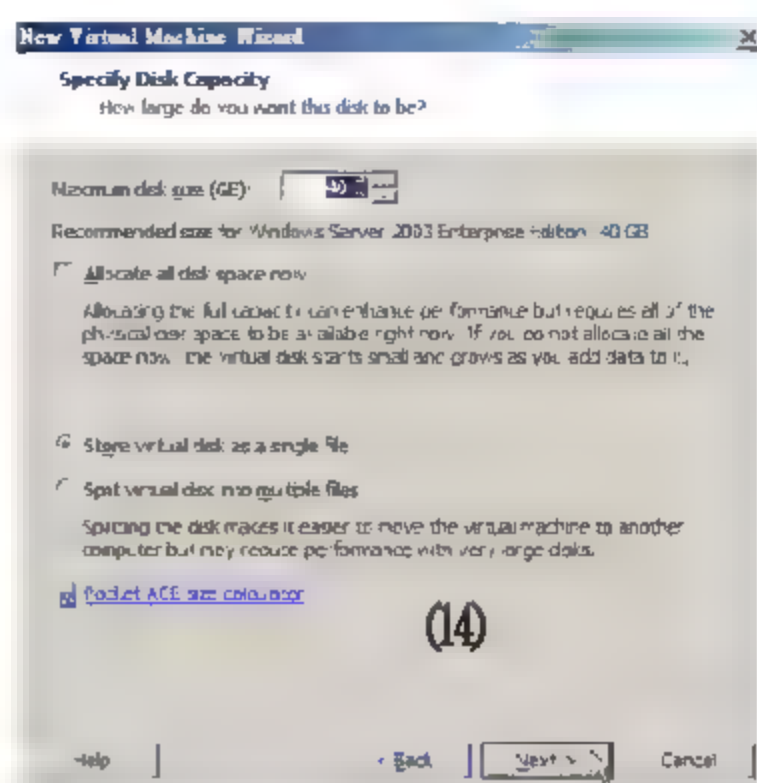 New Virtual Machine Wizard
Specify Disk Capacity
How large do you want this disk to be?
Maximum disk size (GB):
Recommended size for Windows Server 2003 Enterprise Edition: 40 GB
Allocate all disk space now
Allocating the full capacity can enhance performance but requires all of the
physical disk space to be available right now. If you do not allocate all the
space now, the virtual disk starts small and grows as you add data to it.
Store virtual disk as a single file
Split virtual disk into multiple files
Splitting the disk makes it easier to move the virtual machine to another
computer but may reduce performance with very large disks.
Pocket ACE size calculator
(14)
Help
< Back
Next >
Cancel